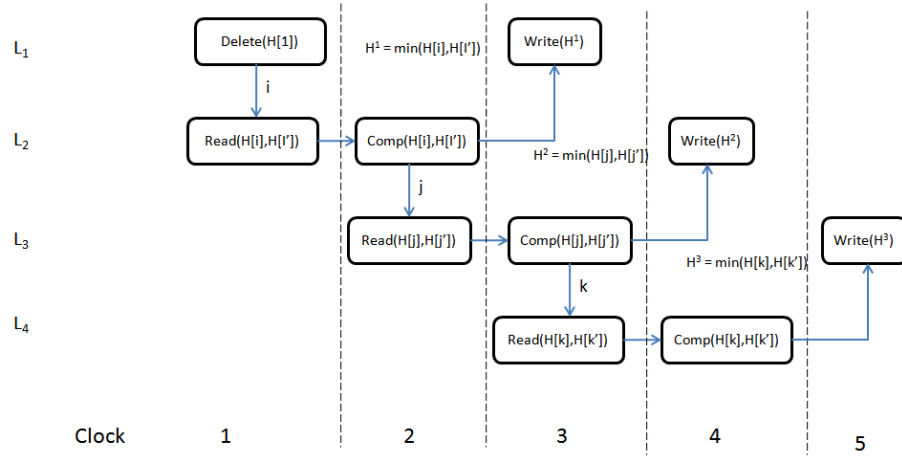 L1 Delete(H[1]) H¹ = min(H[i],H[I’]) Write(H¹)
i
L2 Read(H[i],H[I’]) Comp(H[i],H[I’]) Write(H²)
H² = min(H[j],H[j’])
j
L3 Read(H[j],H[j’]) Comp(H[j],H[j’]) Write(H³)
H³ = min(H[k],H[k’])
k
L4 Read(H[k],H[k’]) Comp(H[k],H[k’])
Clock 1 2 3 4 5